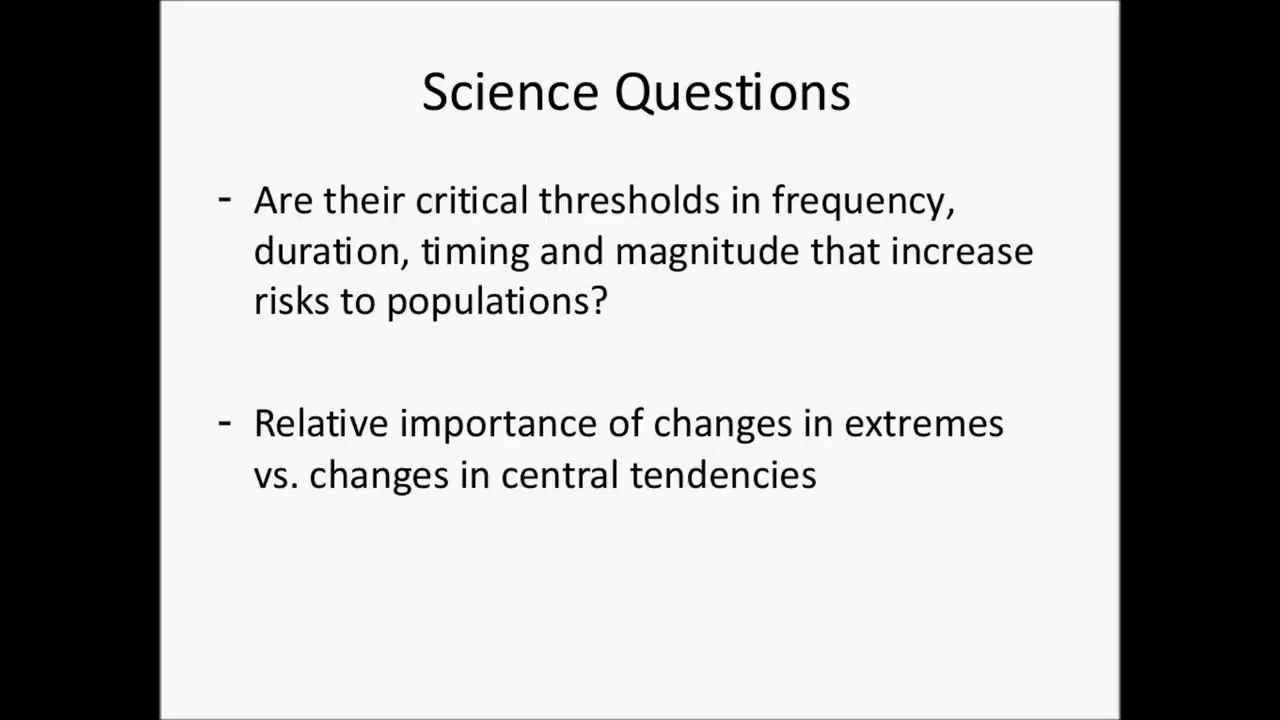 Science Questions
- Are their critical thresholds in frequency,
duration, timing and magnitude that increase
risks to populations?
- Relative importance of changes in extremes
vs. changes in central tendencies